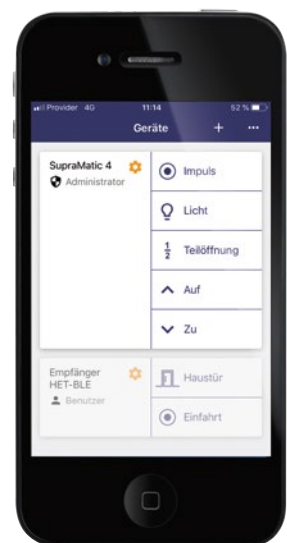 Provider 4G 11:14 52 %
Geräte
SupraMatic 4
Administrator
Impuls
Licht
1/2 Teilöffnung
Auf
Zu
Empfänger
HET-BLE
Benutzer
Haustür
Einfahrt